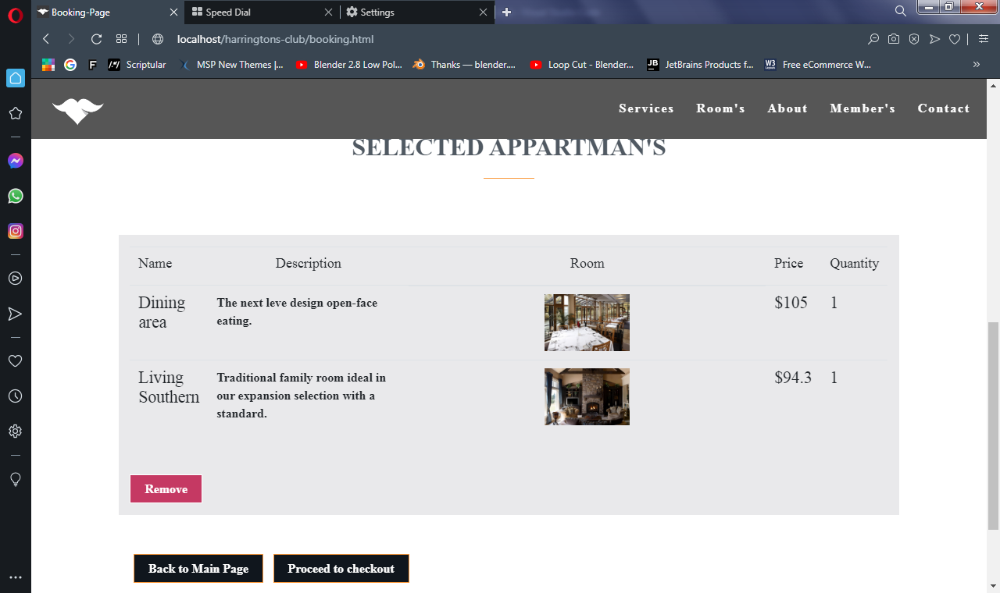 Booking-Page
Speed Dial
Settings
localhost/harringtons-club/booking.html
F
Scriptular
MSP New Themes |...
Blender 2.8 Low Pol...
Thanks — blender....
Loop Cut - Blender...
JB
JetBrains Products f...
W3
Free eCommerce W...
Services
Room's
About
Member's
Contact
SELECTED APPARTMAN'S
Name Description Room Price Quantity
Dining area
The next leve design open-face
eating.
$105
1
Living
Southern
Traditional family room ideal in
our expansion selection with a
standard.
$94.3
1
Remove
Back to Main Page
Proceed to checkout